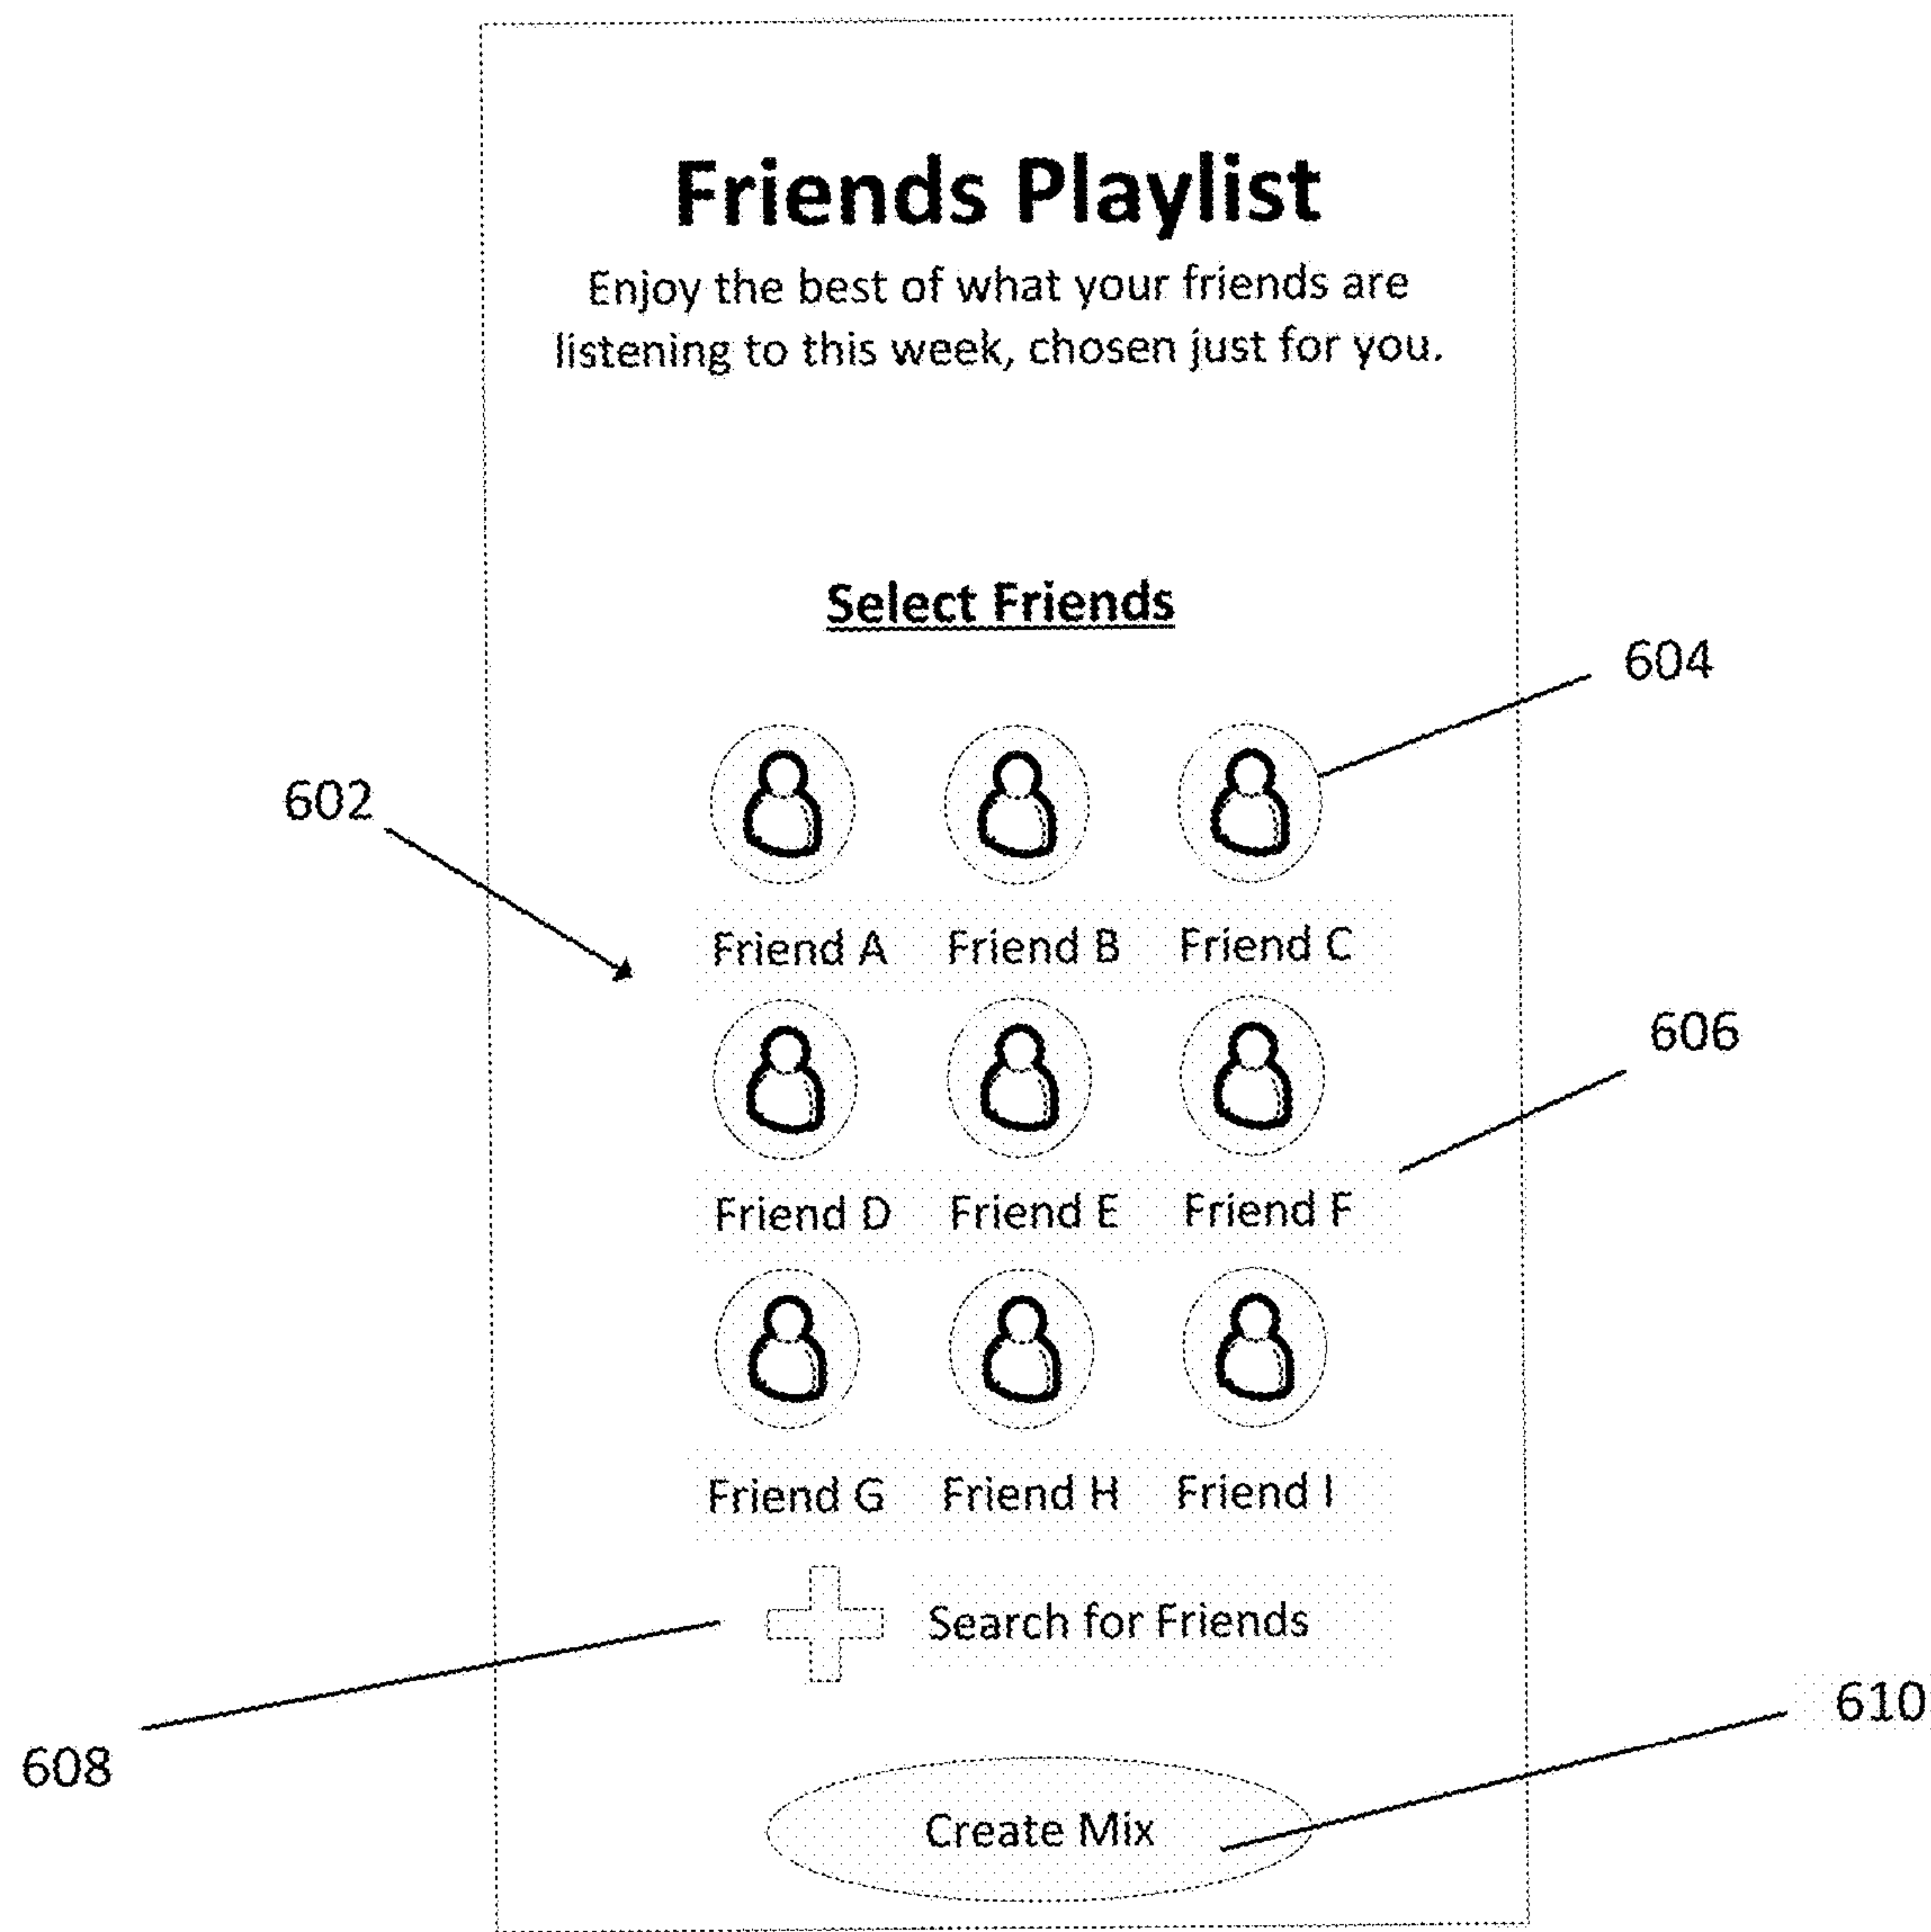 Friends Playlist
Enjoy the best of what your friends are
listening to this week, chosen just for you.
Select Friends
604
602
Friend A Friend B Friend C
606
Friend D Friend E Friend F
Friend G Friend H Friend I
Search for Friends
610
608
Create Mix